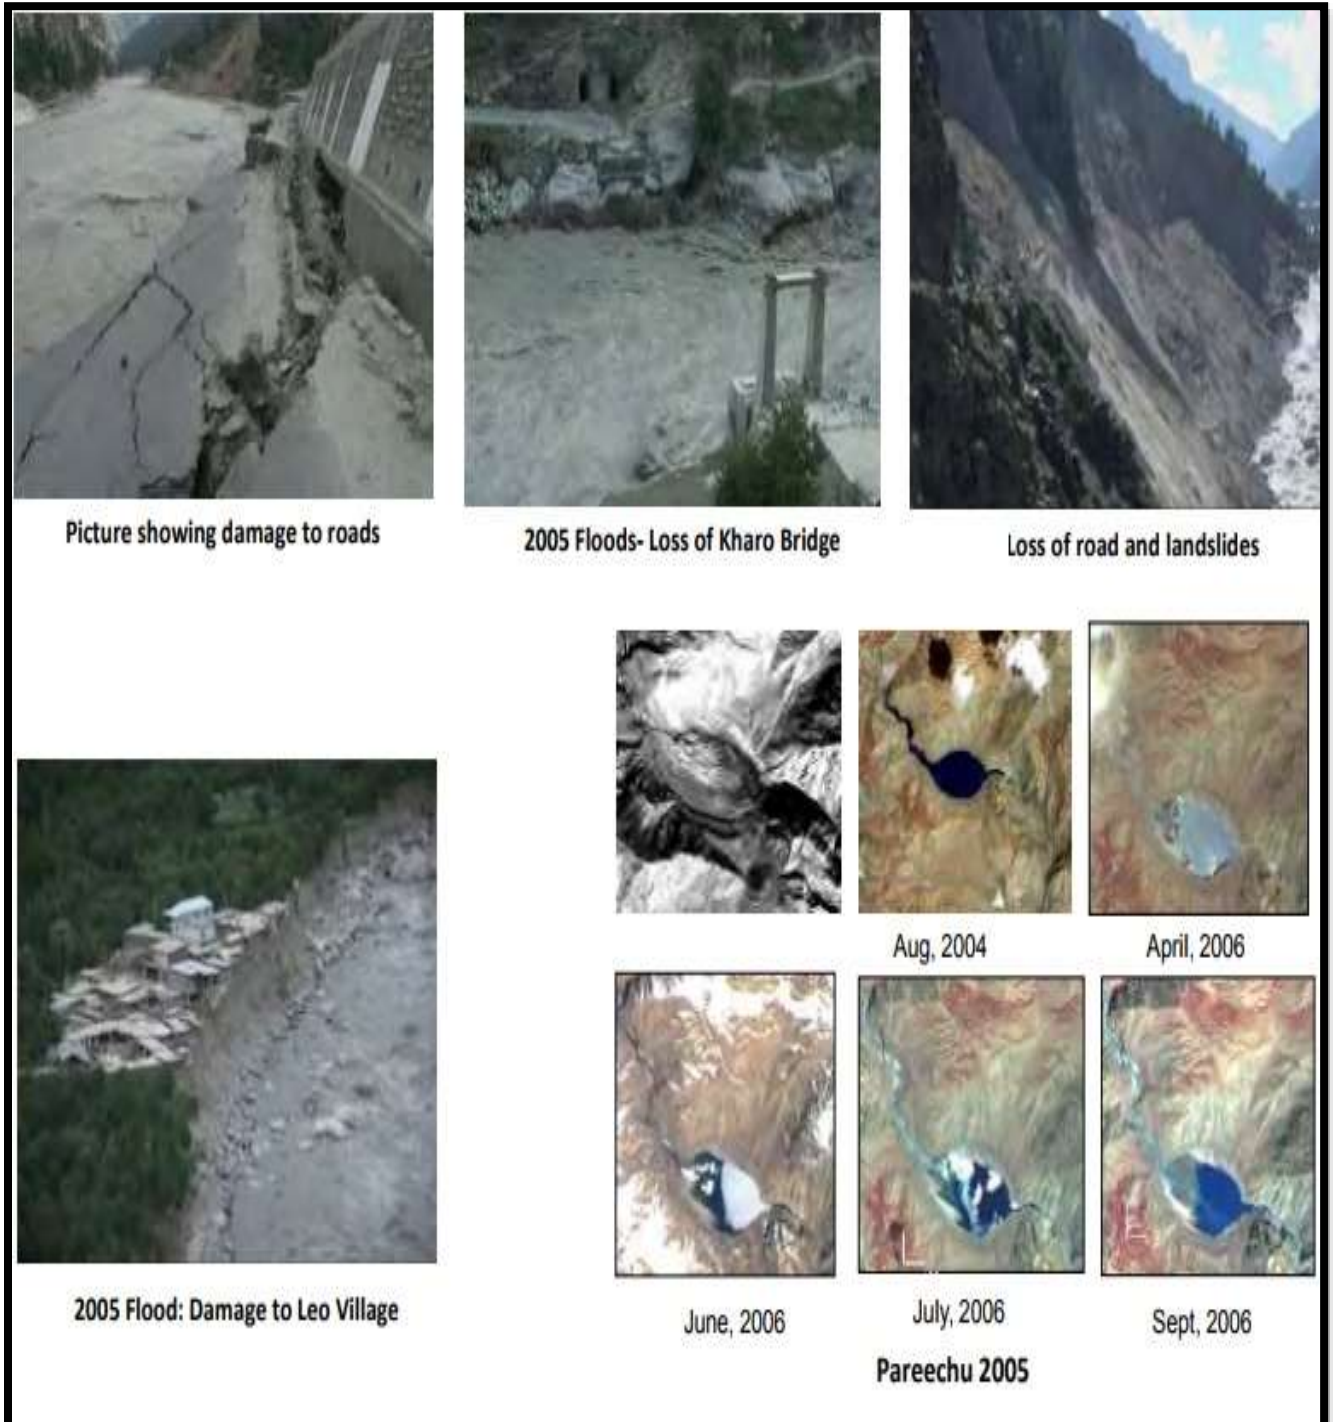 Picture showing damage to roads
2005 Floods- Loss of Kharo Bridge
Loss of road and landslides
Aug, 2004
April, 2006
2005 Flood: Damage to Leo Village
June, 2006
July, 2006
Sept, 2006
Pareechu 2005